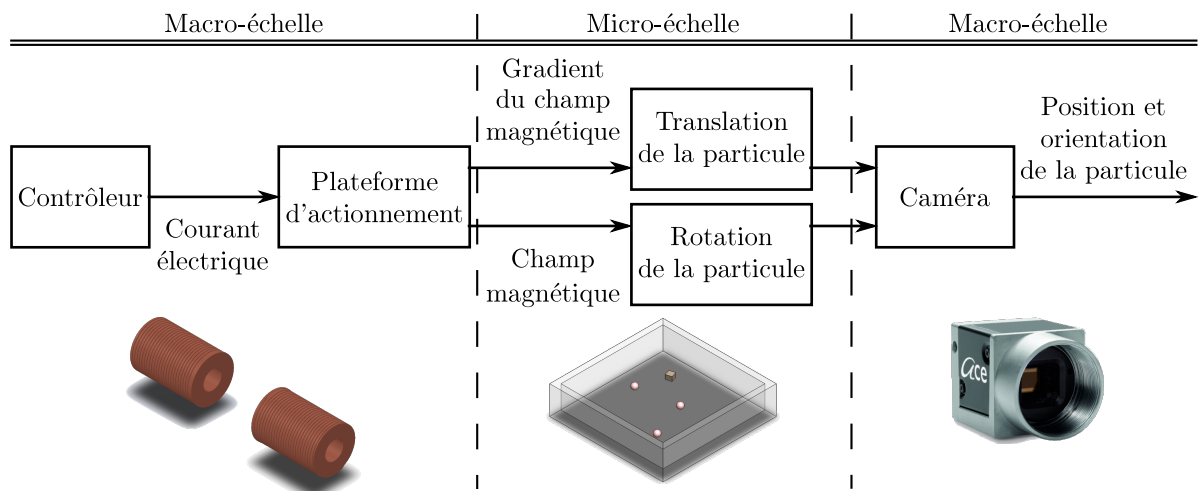 Macro-échelle
Micro-échelle
Macro-échelle
Contrôleur
Courant
électrique
Plateforme
d'actionnement
Gradient
du champ
magnétique
Champ
magnétique
Translation
de la particule
Rotation
de la particule
Caméra
Position et
orientation
de la particule
ace